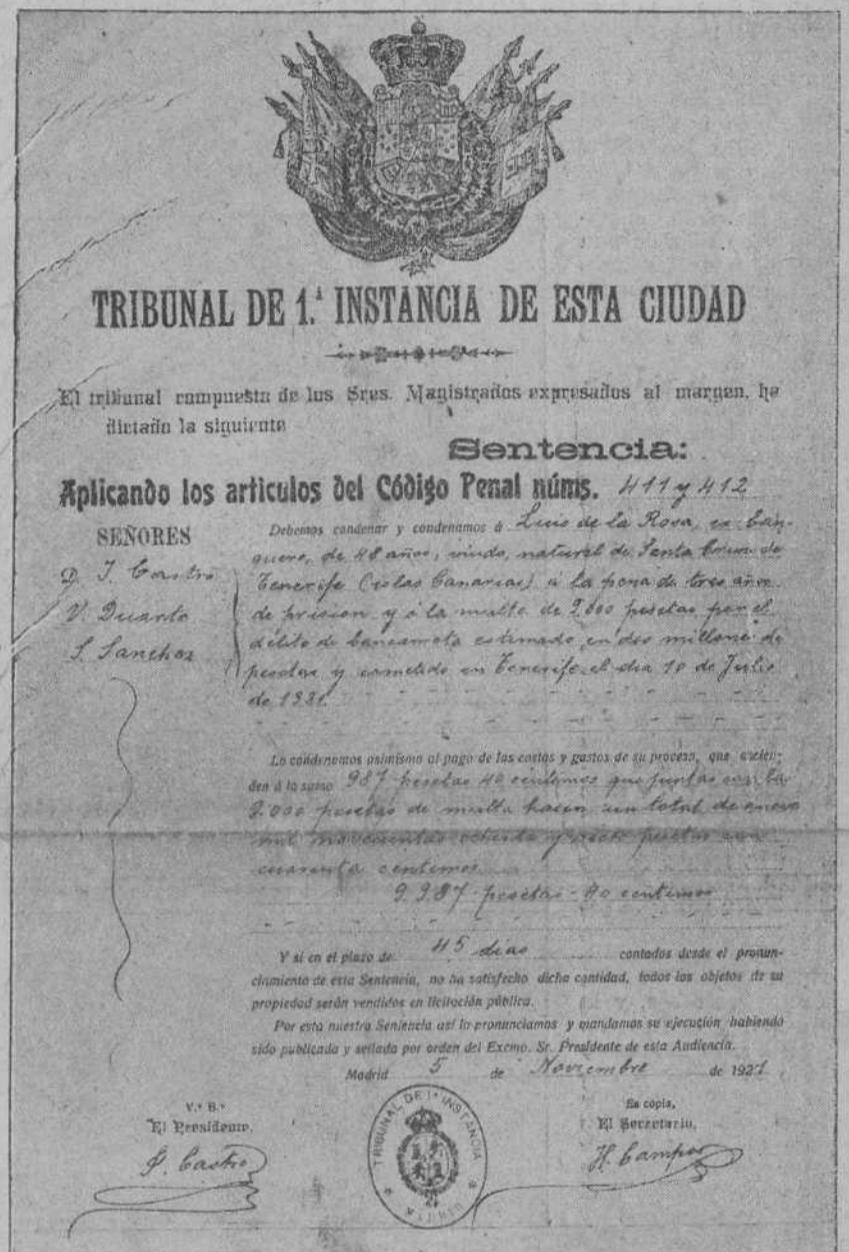 TRIBUNAL DE 1.ª INSTANCIA DE ESTA CIUDAD
El tribunal compuesta de los Sres. Magistrados expresados al margen, ha
dictado la siguiente
Sentencia:
Aplicando los articulos del Código Penal núms. 411 y 412
SEÑORES
D. J. Castro
V. Duarte
S. Sanchez
Debemos condenar y condenamos á Luis de la Rosa, ex ban-
quero, de 48 años, viudo, natural de Santa Cruz de
Tenerife (islas Canarias) á la pena de tres años
de prision y á la multa de 9.000 pesetas por el
délito de bancarrota estimado en dos millones de
pesetas y cometido en Tenerife el dia 10 de Julio
de 1921
Lo condenamos asimismo al pago de las costas y gastos de su proceso, que ascien-
den á la suma 987 pesetas 40 centimos que juntas con la
9.000 pesetas de multa hacen un total de nueve
mil novecientas ochenta y siete pesetas con
cuarenta centimos
9.987 pesetas - 40 centimos
Y si en el plazo de 45 dias contados desde el pronun-
ciamiento de esta Sentencia, no ha satisfecho dicha cantidad, todos los objetos de su
propiedad serán vendidos en licitación pública.
Por esta nuestra Sentencia así lo pronunciamos y mandamos su ejecución habiendo
sido publicada y sellada por orden del Excmo. Sr. Presidente de esta Audiencia.
Madrid 5 de Noviembre de 1921
V.º B.º
El Presidente,
J. Castro
TRIBUNAL DE 1ª INSTANCIA
MADRID
Es copia,
El Secretario,
H. Campos